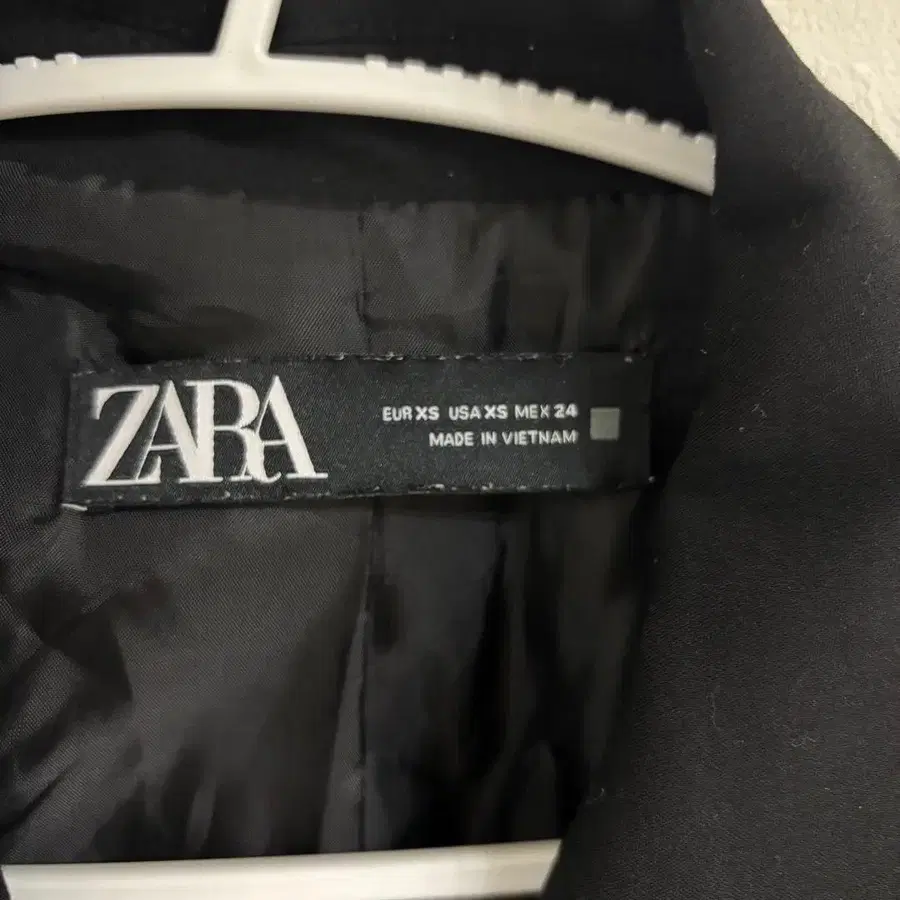 ZARA
EUR XS USA XS MEX 24
MADE IN VIETNAM